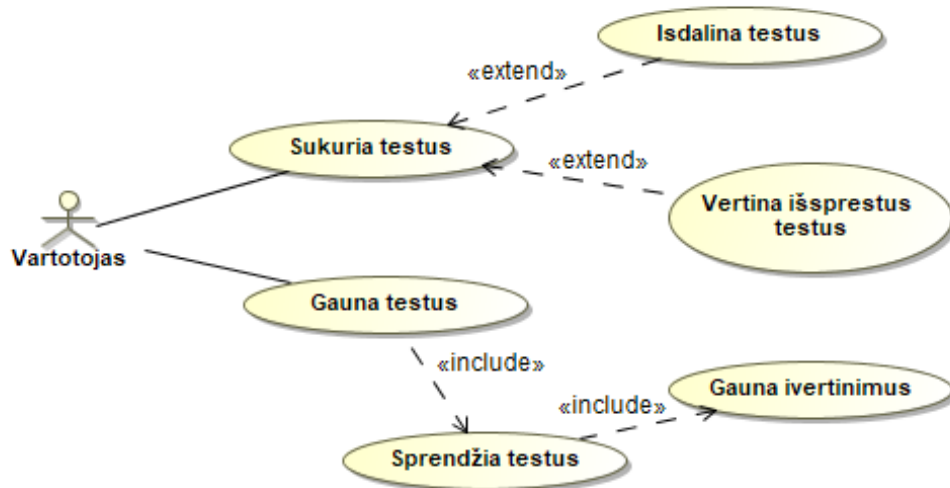 Isdalina testus
«extend»
Sukuria testus
«extend»
Vertina išsprestus
testus
Vartotojas
Gauna testus
«include»
Gauna ivertinimus
«include»
Sprendžia testus